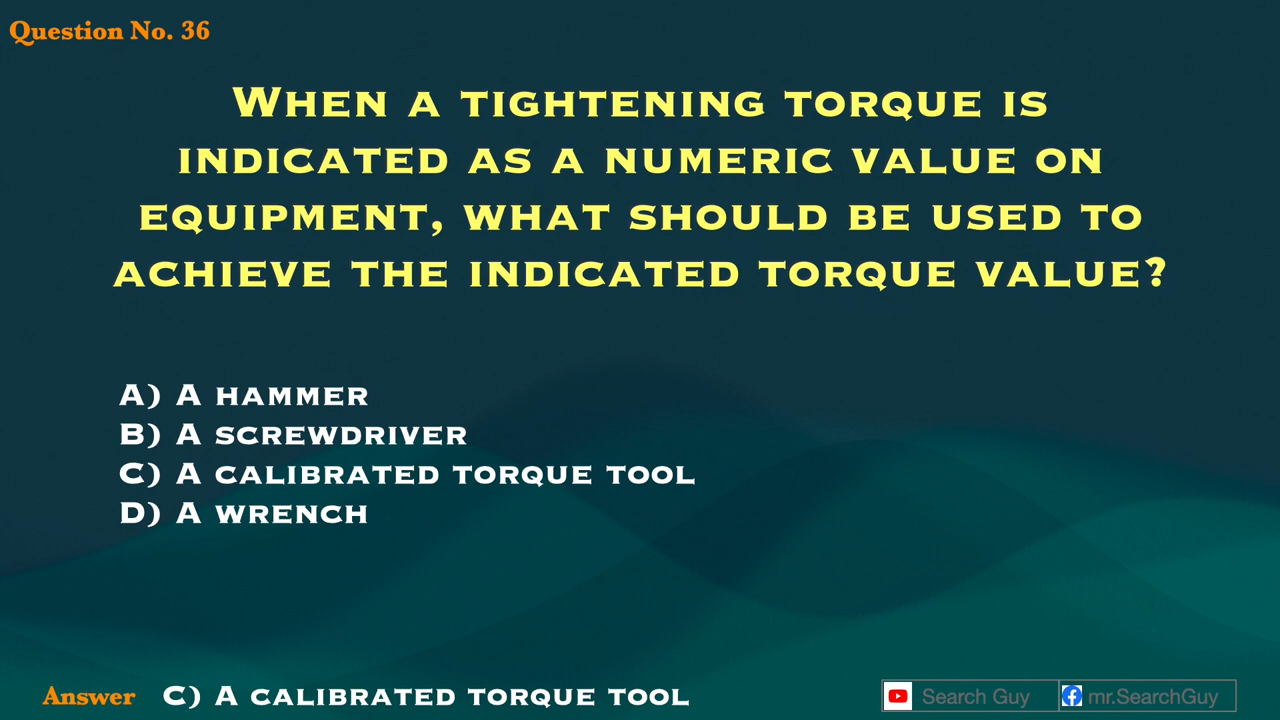 Question No. 36
When a tightening torque is
indicated as a numeric value on
equipment, what should be used to
achieve the indicated torque value?
A) A hammer
B) A screwdriver
C) A calibrated torque tool
D) A wrench
Answer C) A calibrated torque tool
Search Guy mr.SearchGuy